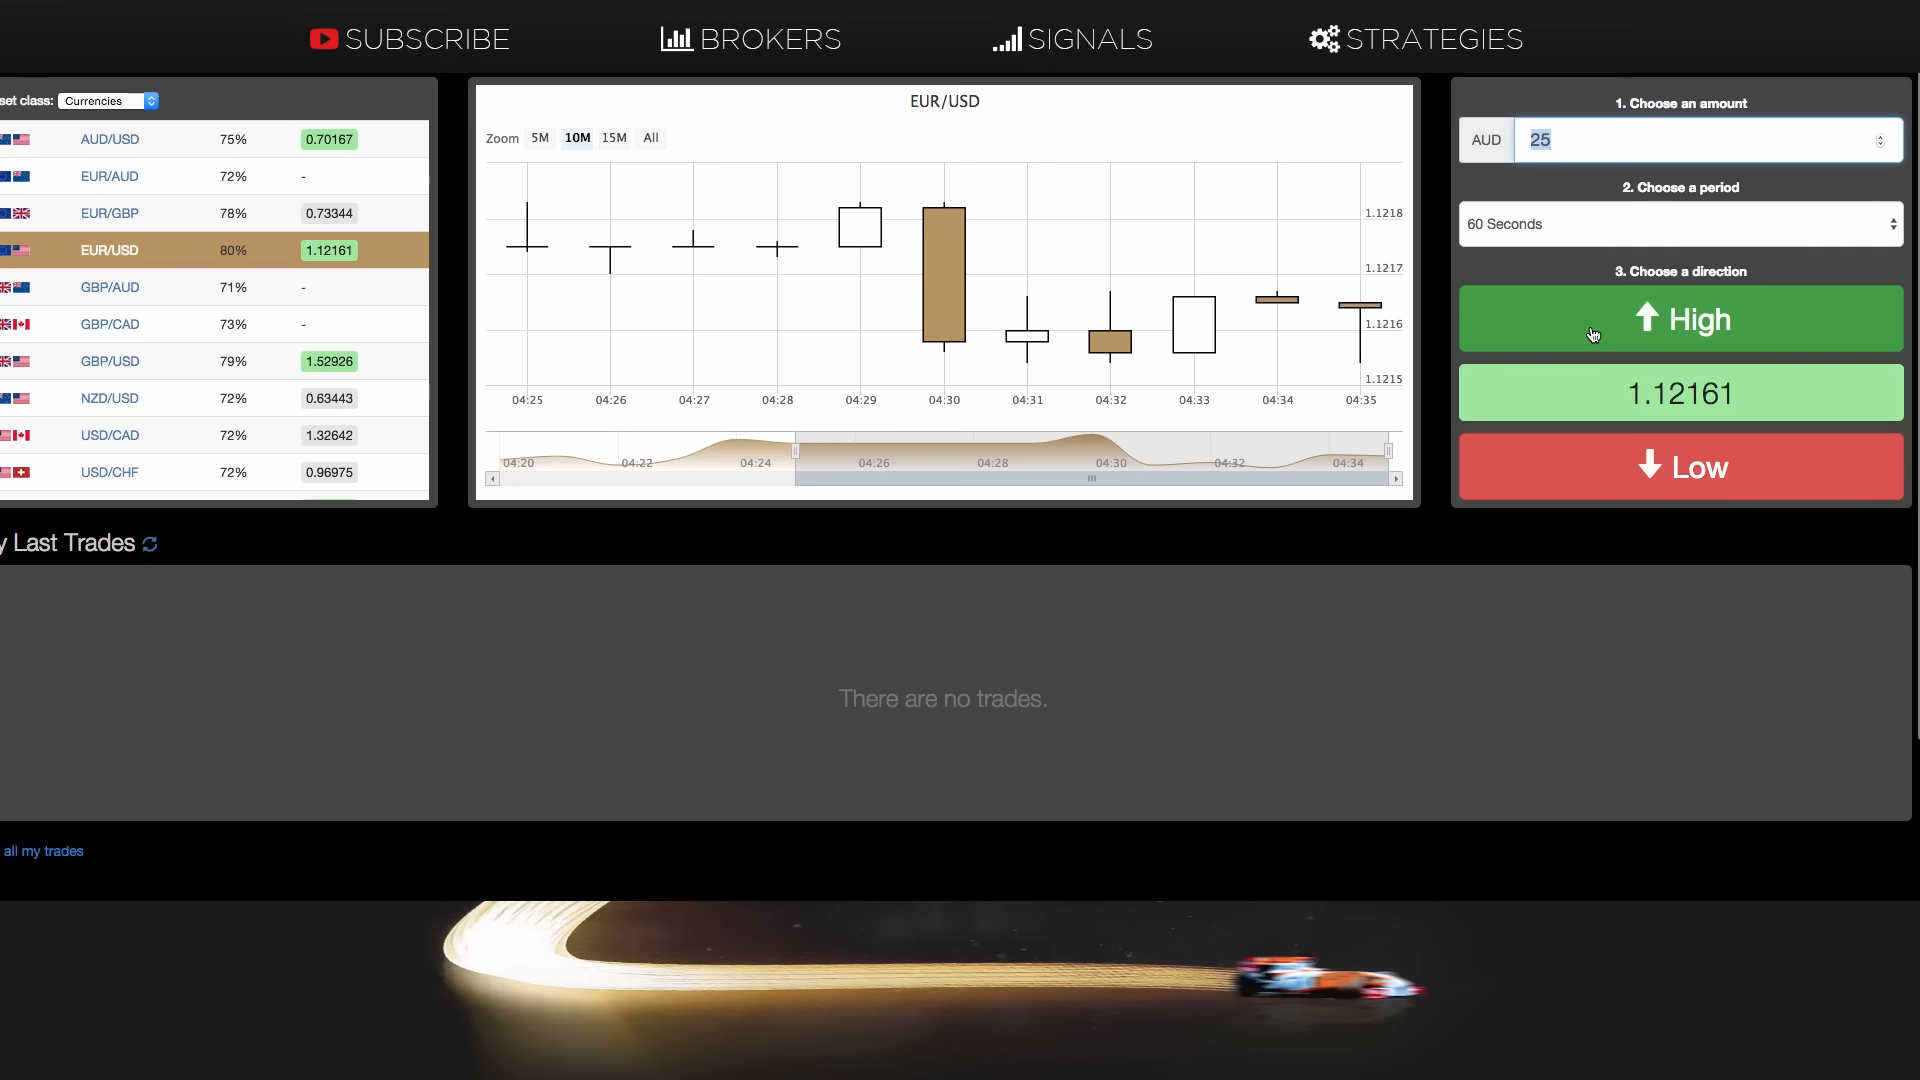 SUBSCRIBE BROKERS SIGNALS STRATEGIES
set class: Currencies
AUD/USD 75% 0.70167
EUR/AUD 72% -
EUR/GBP 78% 0.73344
EUR/USD 80% 1.12161
GBP/AUD 71% -
GBP/CAD 73% -
GBP/USD 79% 1.52926
NZD/USD 72% 0.63443
USD/CAD 72% 1.32642
USD/CHF 72% 0.96975
EUR/USD
Zoom 5M 10M 15M All
1.1218
1.1217
1.1216
1.1215
04:25 04:26 04:27 04:28 04:29 04:30 04:31 04:32 04:33 04:34 04:35
04:20 04:22 04:24 04:26 04:28 04:30 04:32 04:34
1. Choose an amount
AUD 25
2. Choose a period
60 Seconds
3. Choose a direction
High
1.12161
Low
y Last Trades
There are no trades.
all my trades